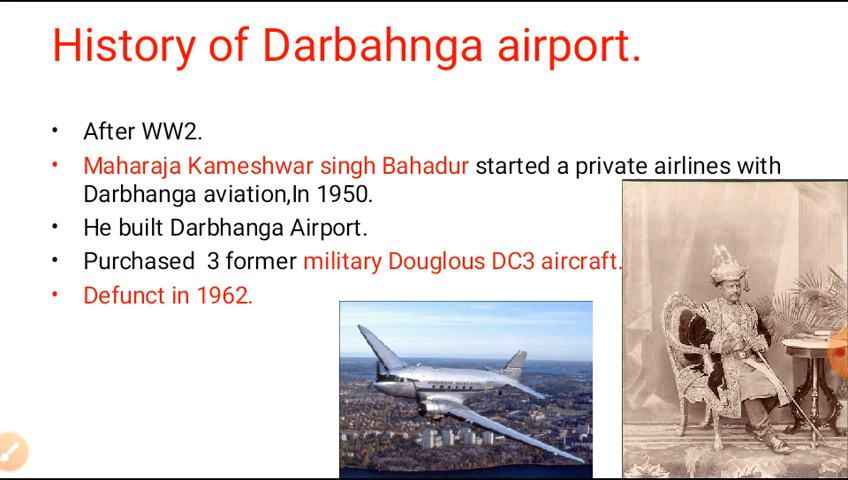 History of Darbahnga airport.
• After WW2.
• Maharaja Kameshwar singh Bahadur started a private airlines with
Darbhanga aviation,In 1950.
• He built Darbhanga Airport.
• Purchased 3 former military Douglous DC3 aircraft.
• Defunct in 1962.